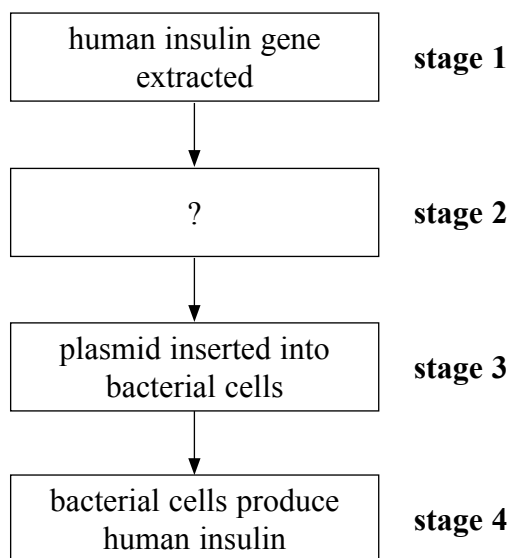 human insulin gene
extracted
stage 1
?
stage 2
plasmid inserted into
bacterial cells
stage 3
bacterial cells produce
human insulin
stage 4